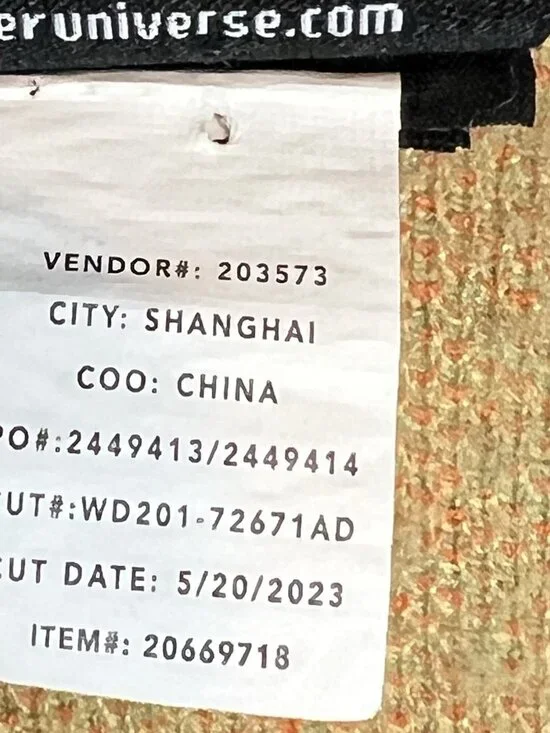 eruniverse.com
VENDOR#: 203573
CITY: SHANGHAI
COO: CHINA
PO#:2449413/2449414
UT#:WD201-72671AD
UT DATE: 5/20/2023
ITEM#: 20669718